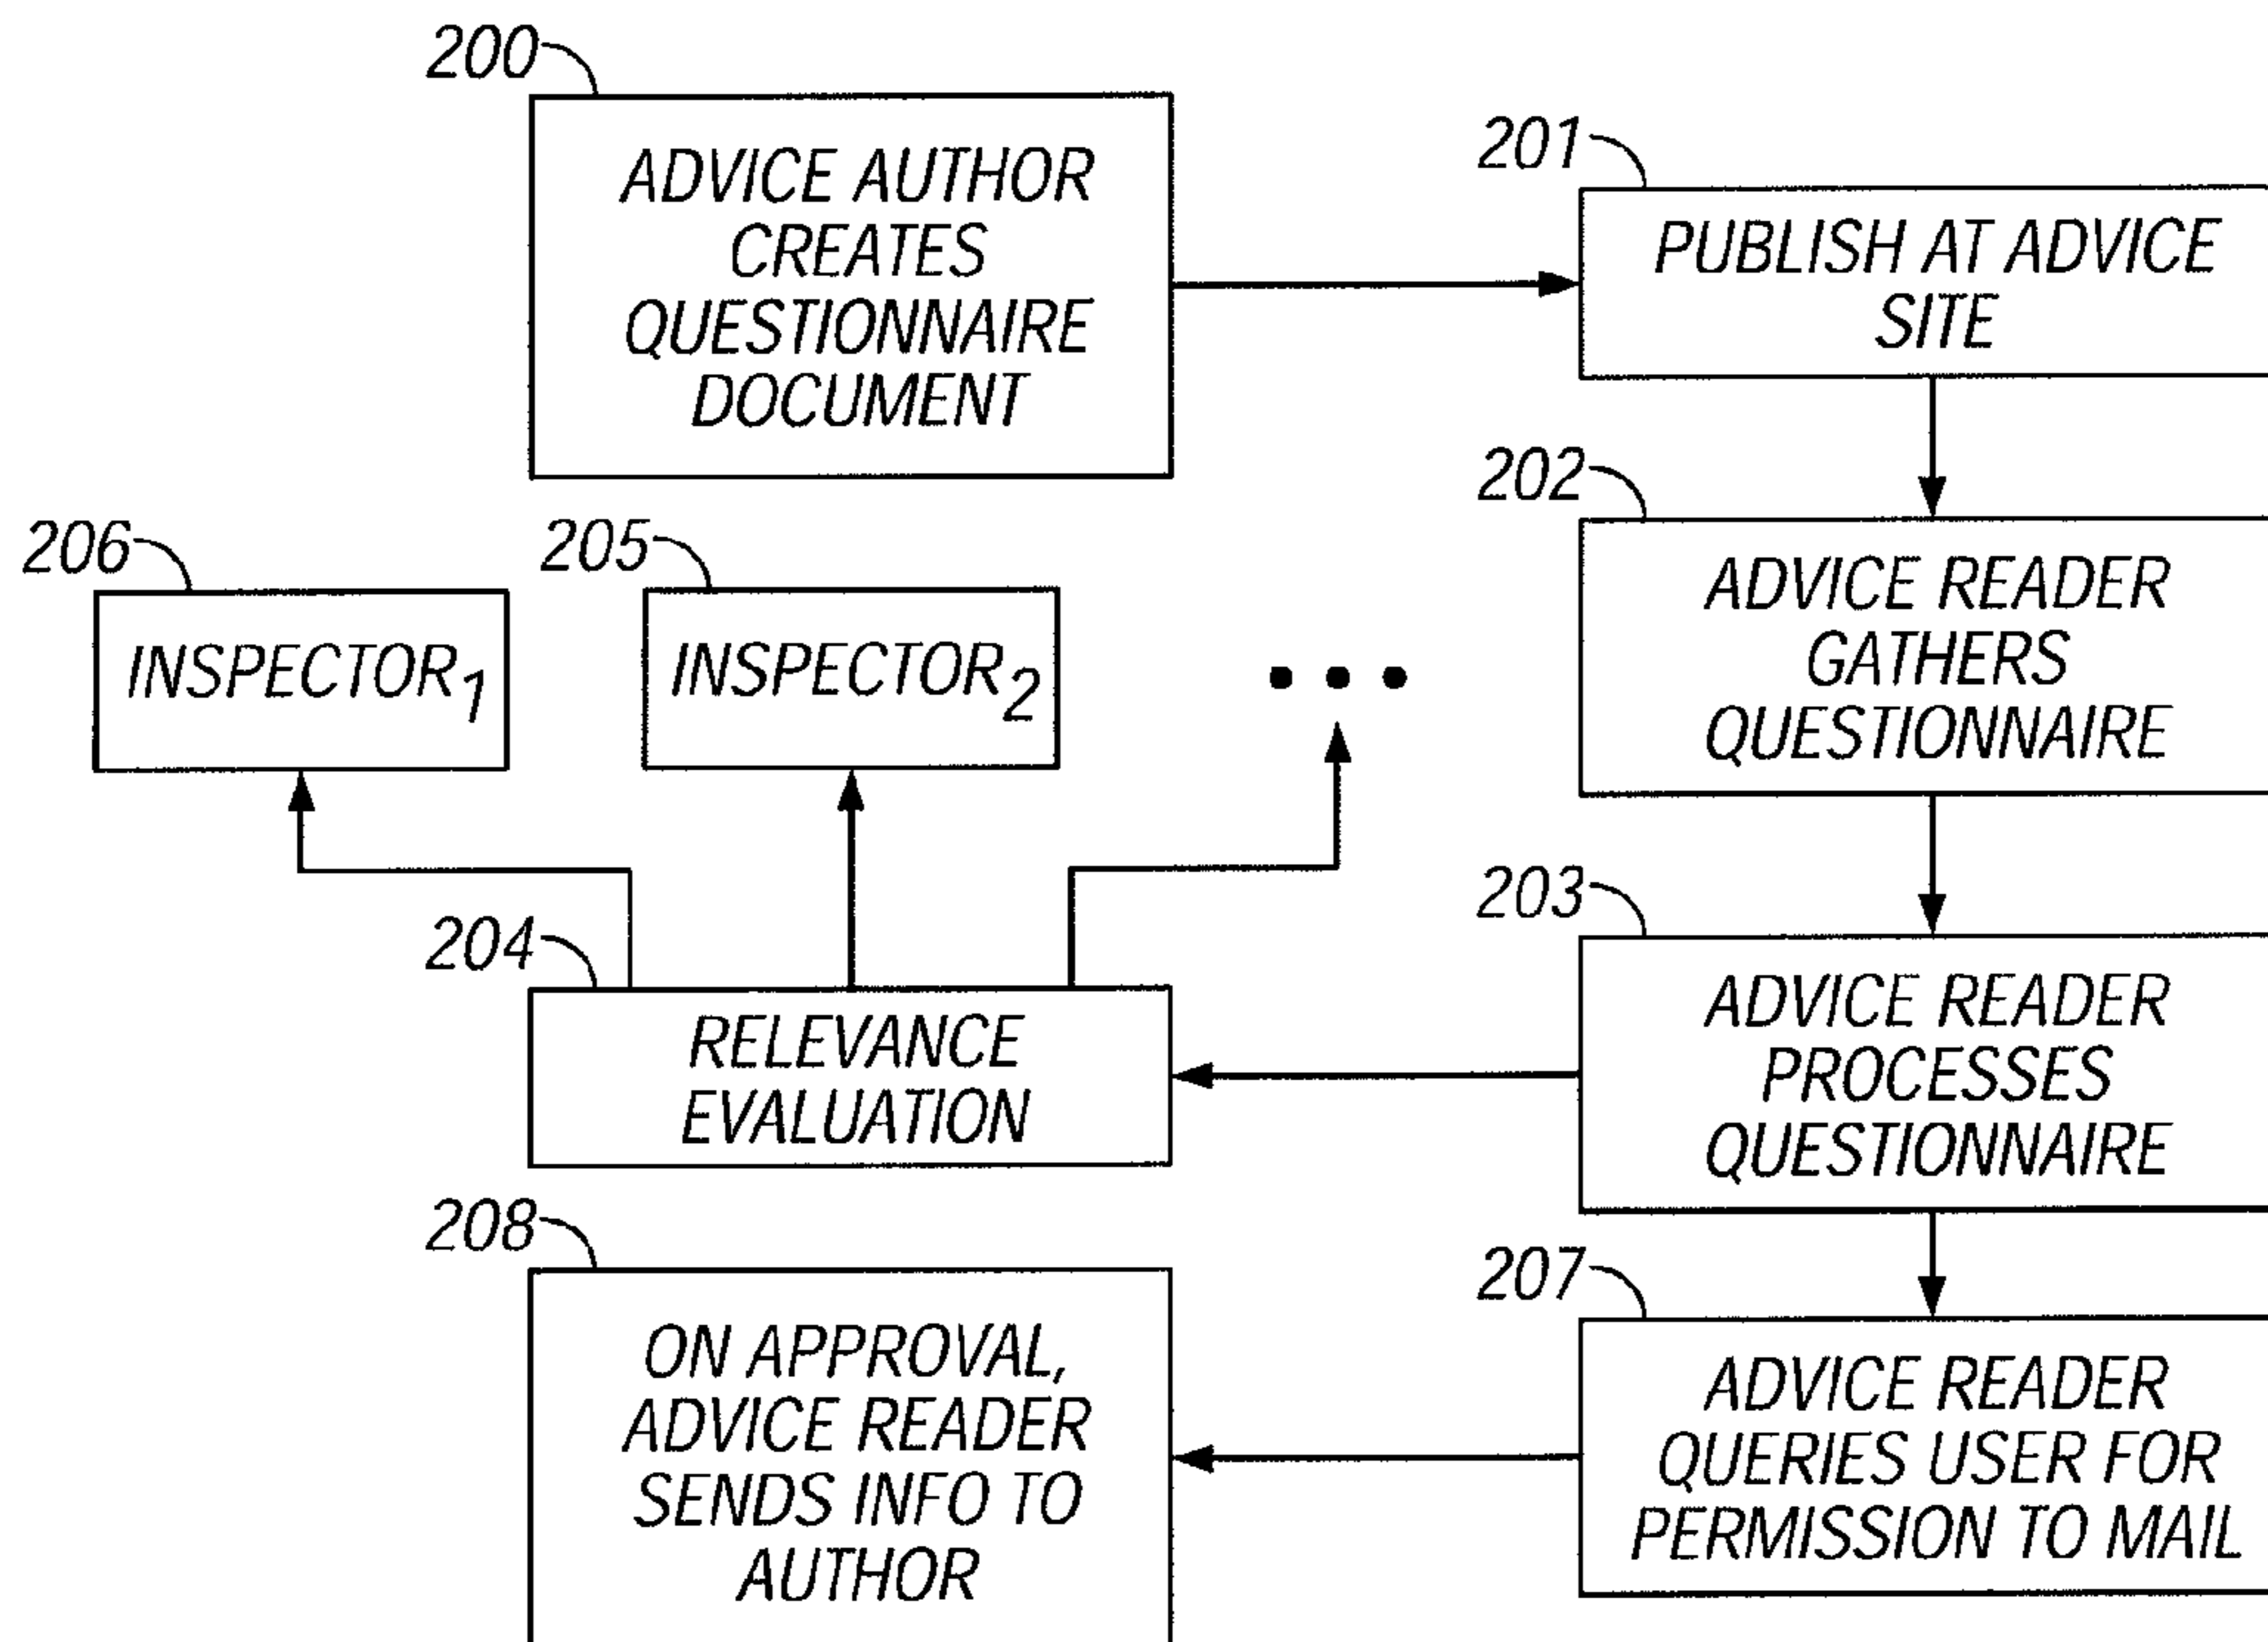 200
ADVICE AUTHOR
CREATES
QUESTIONNAIRE
DOCUMENT
201
PUBLISH AT ADVICE
SITE
202
ADVICE READER
GATHERS
QUESTIONNAIRE
206
INSPECTOR1
205
INSPECTOR2
203
ADVICE READER
PROCESSES
QUESTIONNAIRE
204
RELEVANCE
EVALUATION
207
ADVICE READER
QUERIES USER FOR
PERMISSION TO MAIL
208
ON APPROVAL,
ADVICE READER
SENDS INFO TO
AUTHOR